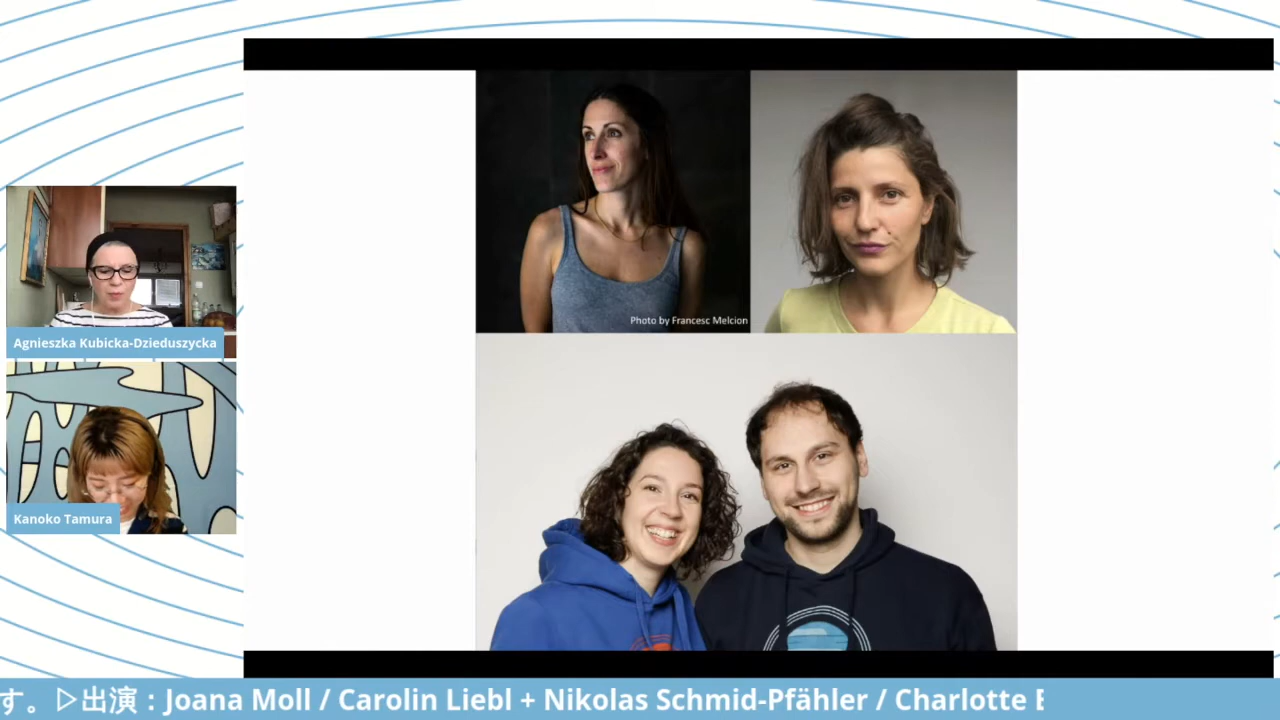 Photo by Francesc Melcion
Agnieszka Kubicka-Dzieduszycka
Kanoko Tamura
す。▷出演：Joana Moll / Carolin Liebl + Nikolas Schmid-Pfähler / Charlotte